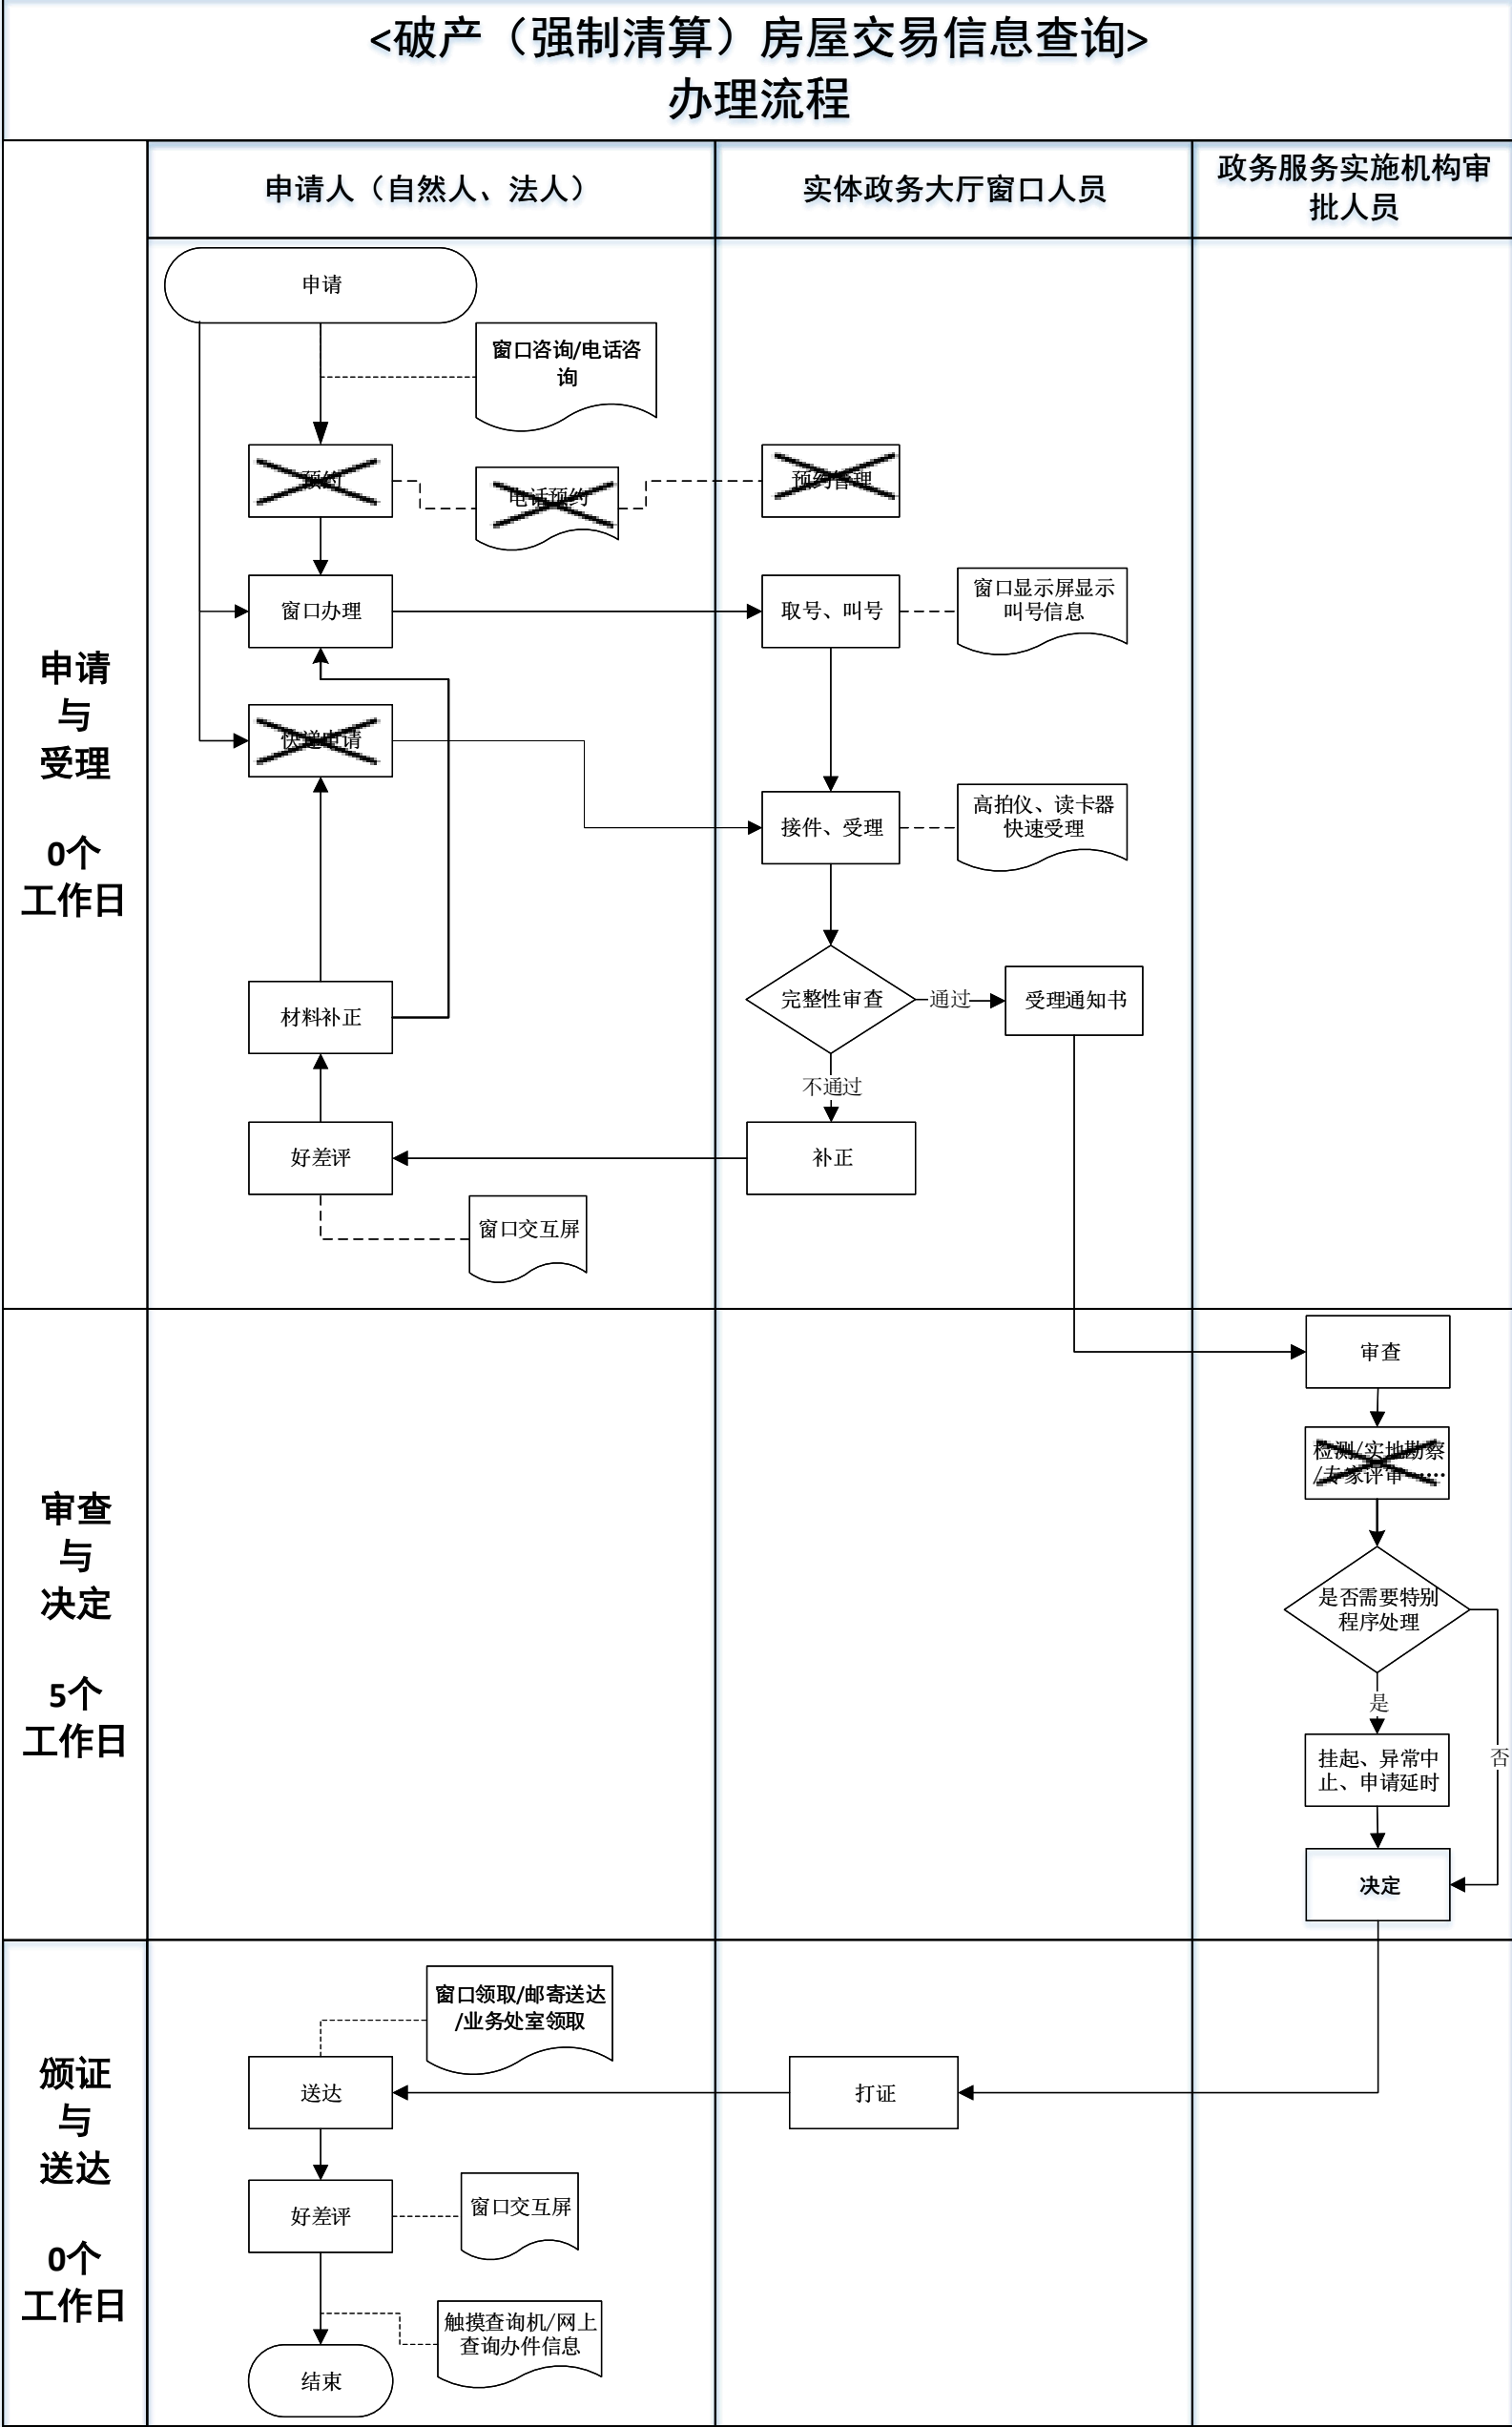 <破产（强制清算）房屋交易信息查询>
办理流程
申请人（自然人、法人）
实体政务大厅窗口人员
政务服务实施机构审
批人员
申请
与
受理
0个
工作日
申请
窗口咨询/电话咨
询
预约
电话预约
预约管理
窗口办理
取号、叫号
窗口显示屏显示
叫号信息
快递申请
接件、受理
高拍仪、读卡器
快速受理
材料补正
完整性审查
通过
受理通知书
不通过
好差评
补正
窗口交互屏
审查
与
决定
5个
工作日
审查
检测/实地勘察
/专家评审……
是否需要特别
程序处理
是
否
挂起、异常中
止、申请延时
决定
颁证
与
送达
0个
工作日
窗口领取/邮寄送达
/业务处室领取
送达
打证
好差评
窗口交互屏
触摸查询机/网上
查询办件信息
结束